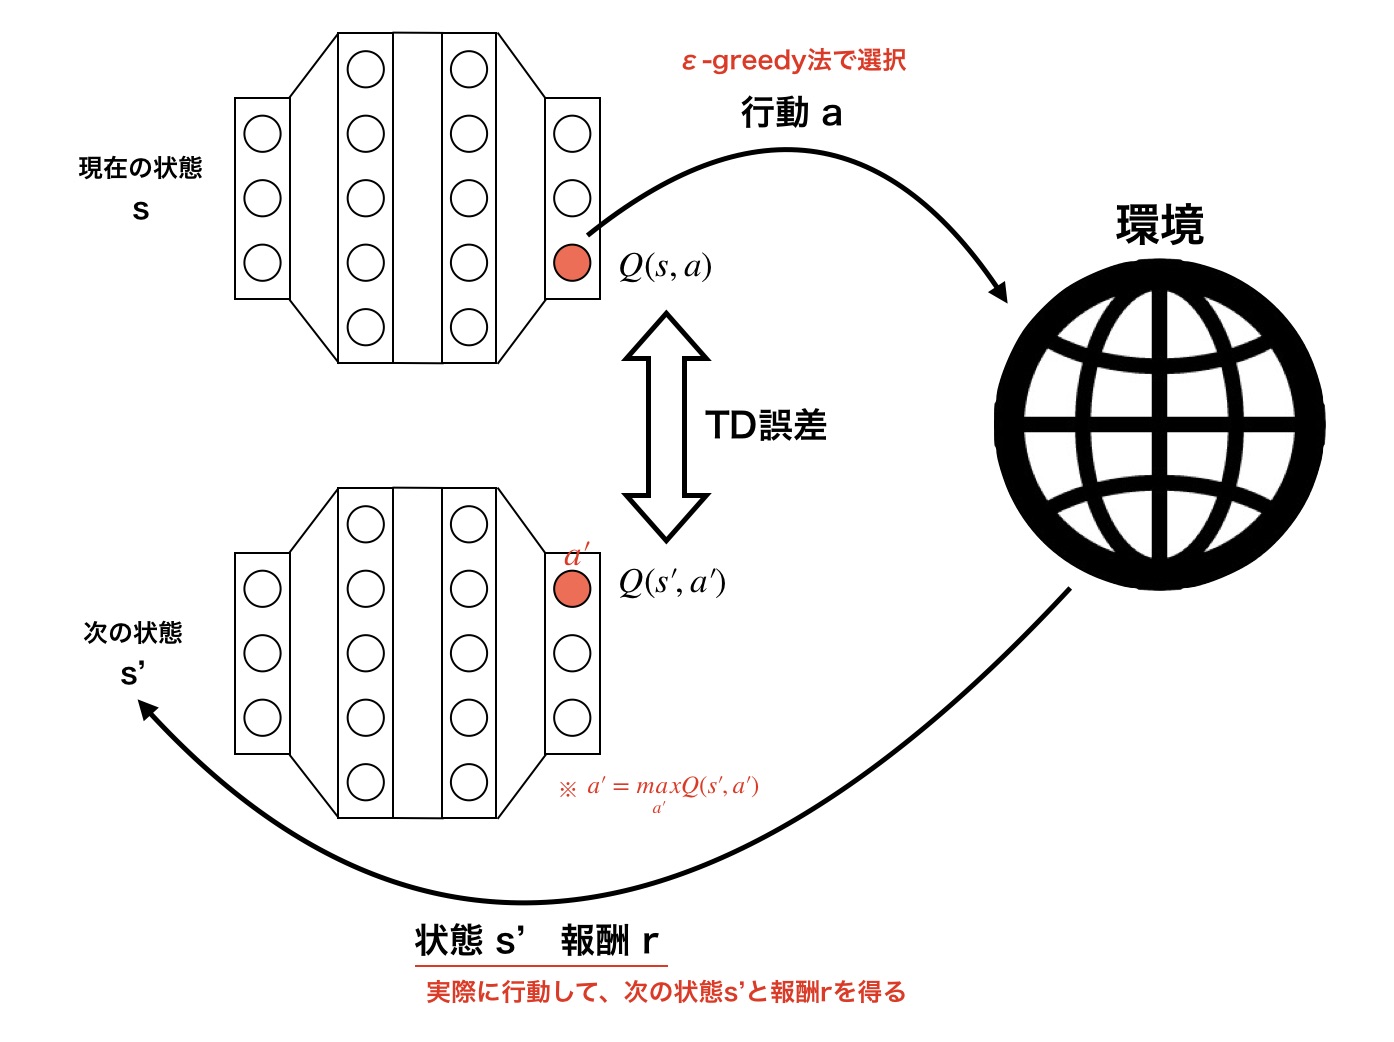 ε-greedy法で選択
行動 a
現在の状態
s
環境
Q(s, a)
TD誤差
a′
Q(s′, a′)
次の状態
s’
※ a′ = maxQ(s′, a′)
a′
状態 s’ 報酬 r
実際に行動して、次の状態s’と報酬rを得る